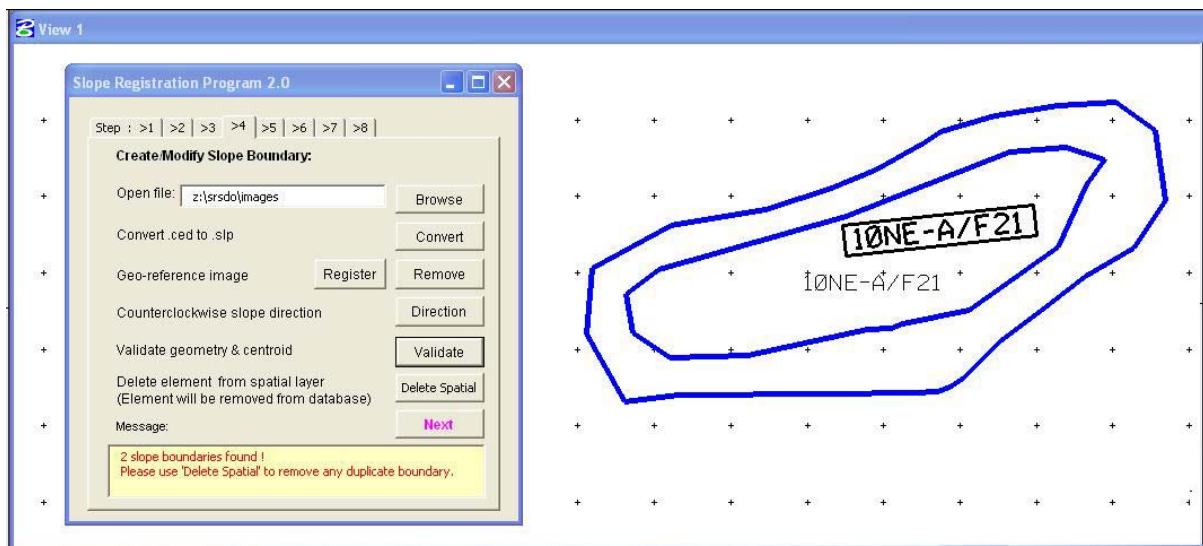 View 1
Slope Registration Program 2.0
Step : >1 >2 >3 >4 >5 >6 >7 >8
Create/Modify Slope Boundary:
Open file: z:\srsdo\images Browse
Convert .ced to .slp Convert
Geo-reference image Register Remove
Counterclockwise slope direction Direction
Validate geometry & centroid Validate
Delete element from spatial layer
(Element will be removed from database) Delete Spatial
Message: Next
2 slope boundaries found !
Please use 'Delete Spatial' to remove any duplicate boundary.
10NE-A/F21
10NE-A/F21